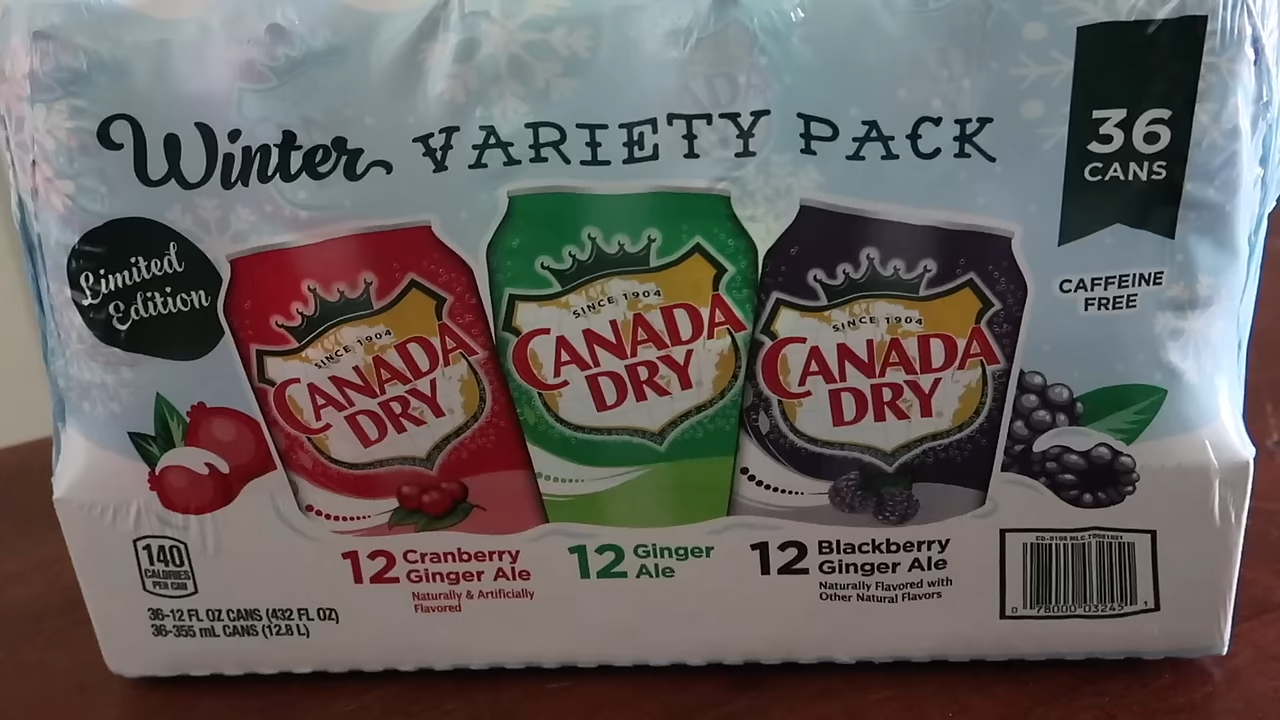 Winter VARIETY PACK
36
CANS
Limited
Edition
CAFFEINE
FREE
SINCE 1904
CANADA
DRY
SINCE 1904
CANADA
DRY
SINCE 1904
CANADA
DRY
140
CALORIES
PER CAN
12 Cranberry
Ginger Ale
Naturally & Artificially
Flavored
12 Ginger
Ale
12 Blackberry
Ginger Ale
Naturally Flavored with
Other Natural Flavors
36-12 FL OZ CANS (432 FL OZ)
36-355 mL CANS (12.8 L)
0 78000 03245 1